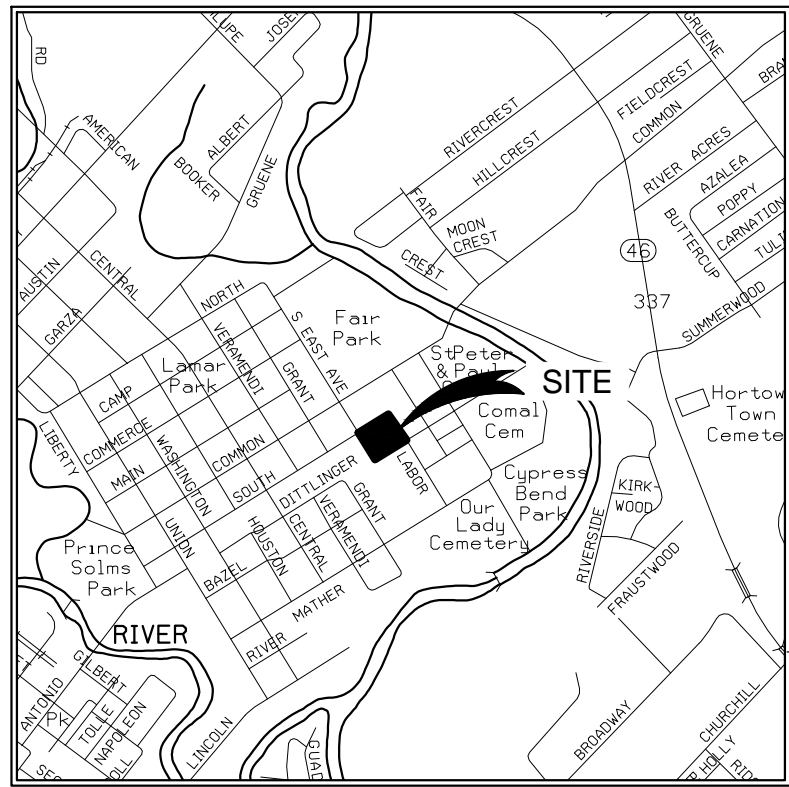 RD
JOSE
ALBERT
BOOKER
GRUENE
AMERICAN
RIVERCREST
HILLCREST
FIELDCREST
COMMON
GRUENE
RIVER ACRES
AZALEA
POPPY
CARNATION
BUTTERCUP
SUMMERWOOD
46
337
FAIR
MOON
CREST
CREST
AUSTIN
CENTRAL
GARZA
NORTH
S EAST AVE
Fair
Park
VERAMENDI
GRANT
Lamar
Park
CAMP
COMMERCE
MAIN
WASHINGTON
COMMON
SOUTH
LIBERTY
UNION
DITTLINGER
LABOR
StPeter
& Paul
SITE
Comal
Cem
Hortow
Town
Cemete
Cypress
Bend
Park
Our
Lady
Cemetery
KIRK-
WOOD
RIVERSIDE
FRAUSTWOOD
GRANT
VERAMENDI
CENTRAL
HOUSTON
BAZEL
MATHER
RIVER
Prince
Solms
Park
RIVER
GILBERT
ANTONIO
Pk
TOLLE
NAPOLEON
LINCOLN
GUAD
BROADWAY
CHURCHILL
HOLLY